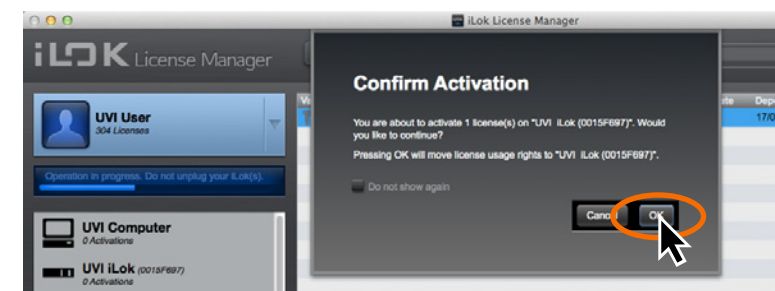 iLok License Manager
iLOK License Manager
UVI User
304 Licenses
Operation in progress. Do not unplug your iLok(s).
UVI Computer
0 Activations
UVI iLok (0015F697)
0 Activations
Confirm Activation
You are about to activate 1 license(s) on "UVI iLok (0015F697)". Would
you like to continue?
Pressing OK will move license usage rights to "UVI iLok (0015F697)".
Do not show again
Cancel OK
Depo
17/0